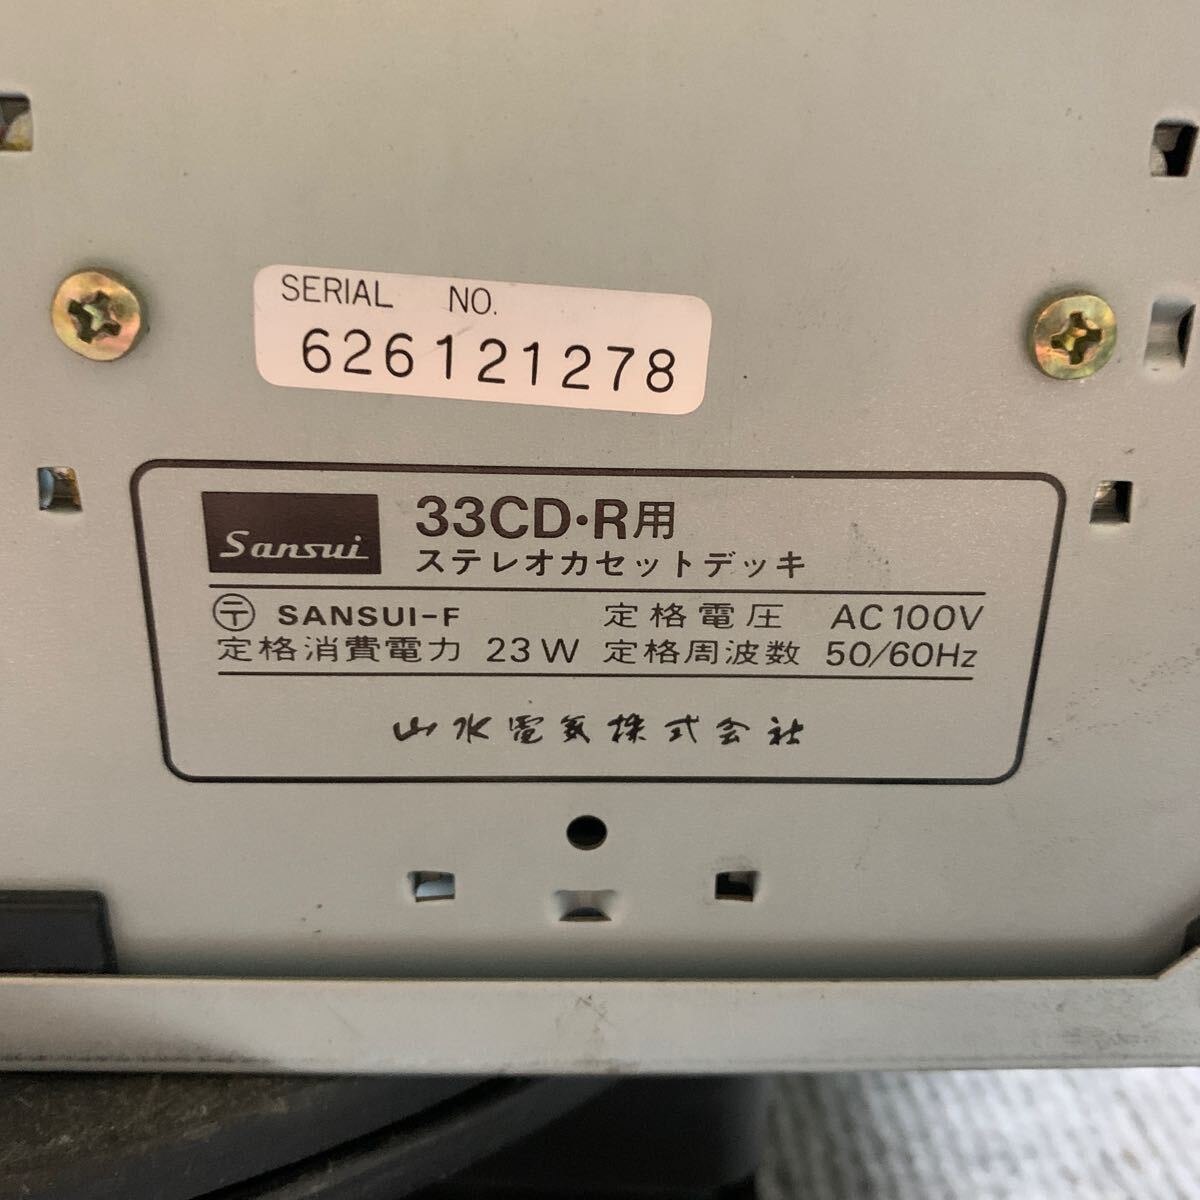 SERIAL NO.
626121278
Sansui
33CD・R用
ステレオカセットデッキ
〒 SANSUI-F 定格電圧 AC100V
定格消費電力 23W 定格周波数 50/60Hz
山水電気株式会社